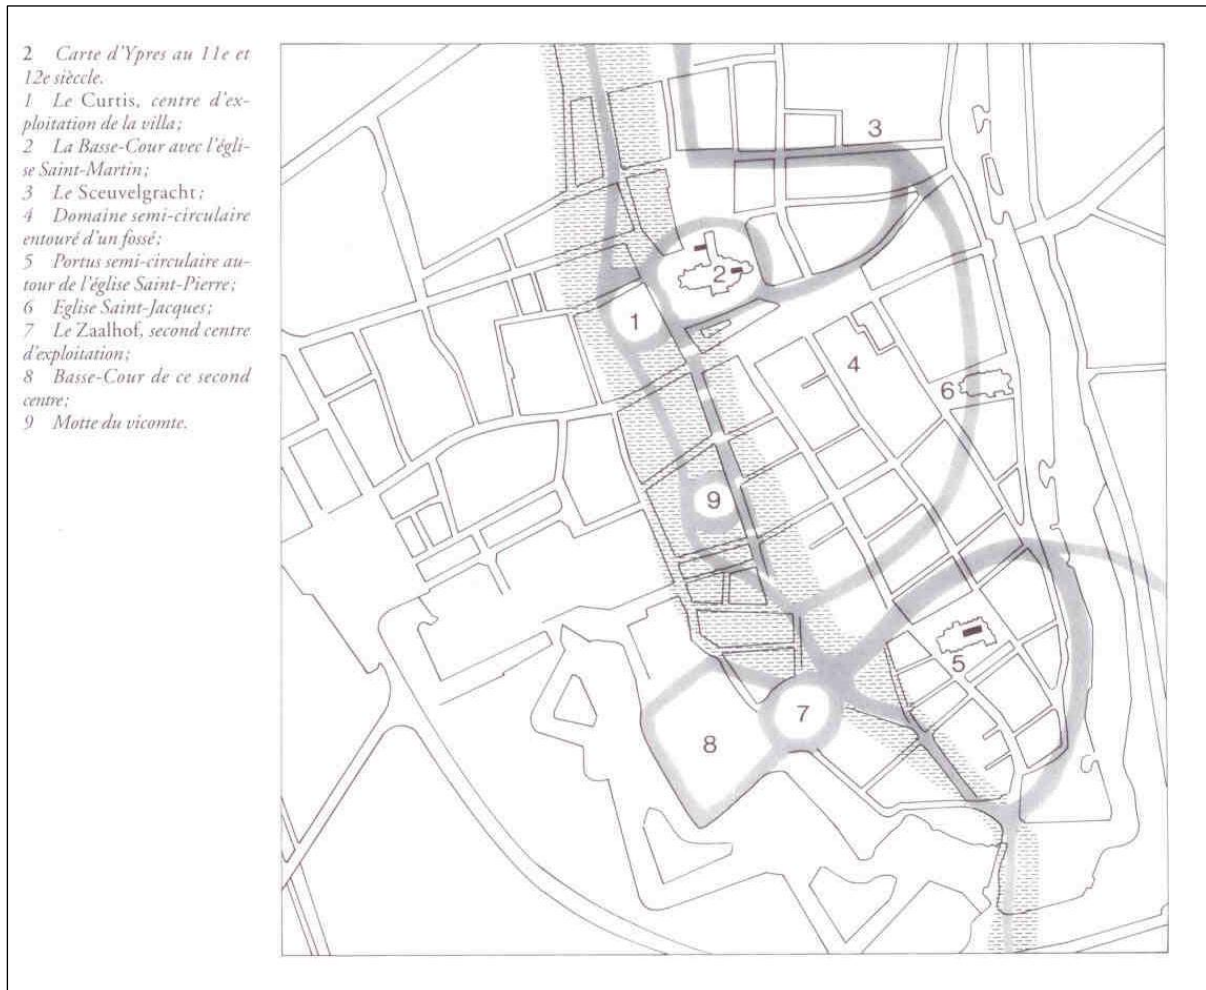 2 Carte d'Ypres au 11e et
12e sièccle.
1 Le Curtis, centre d'ex-
ploitation de la villa;
2 La Basse-Cour avec l'égli-
se Saint-Martin;
3 Le Sceuvelgracht;
4 Domaine semi-circulaire
entouré d'un fossé;
5 Portus semi-circulaire au-
tour de l'église Saint-Pierre;
6 Eglise Saint-Jacques;
7 Le Zaalhof, second centre
d'exploitation;
8 Basse-Cour de ce second
centre;
9 Motte du vicomte.
3
2
1
4
6
9
5
7
8